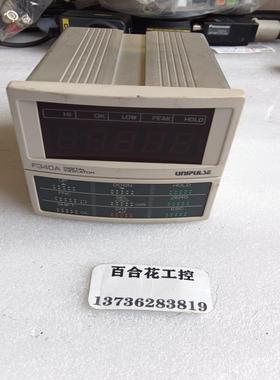 HI OK LOW PEAK HOLD
F340A DIGITAL INDICATOR UNIPULSE
DOWN HOLD
ZERO
百合花工控
13736283819